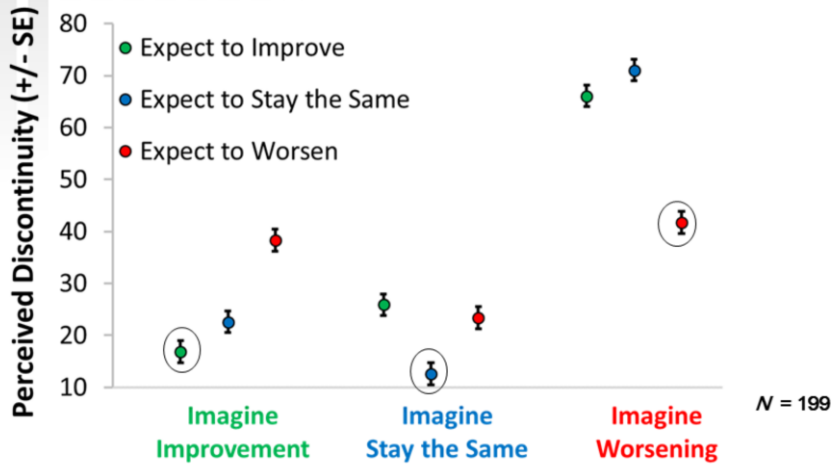 Perceived Discontinuity (+/- SE)
80
70
60
50
40
30
20
10
Expect to Improve
Expect to Stay the Same
Expect to Worsen
Imagine
Improvement
Imagine
Stay the Same
Imagine
Worsening
N = 199